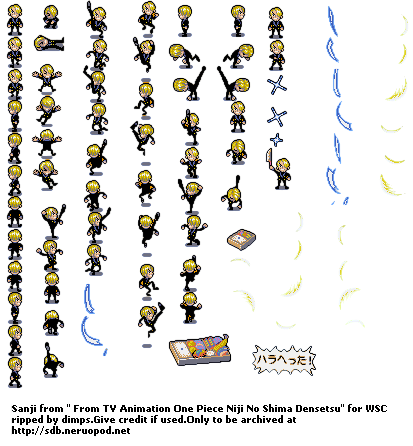 ハラへった!
Sanji from " From TV Animation One Piece Niji No Shima Densetsu" for WSC
ripped by dimps.Give credit if used.Only to be archived at
http://sdb.neruopod.net